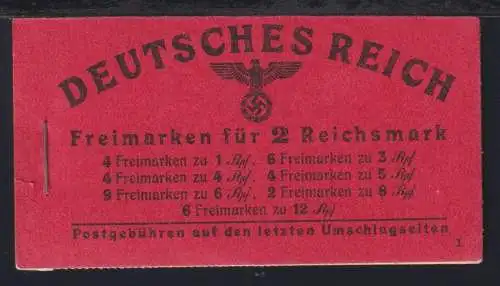 DEUTSCHES REICH
Freimarken für 2 Reichsmark
4 Freimarken zu 1 Rpf, 6 Freimarken zu 3 Rpf
4 Freimarken zu 4 Rpf, 4 Freimarken zu 5 Rpf
9 Freimarken zu 6 Rpf, 2 Freimarken zu 8 Rpf
6 Freimarken zu 12 Rpf
Postgebühren auf den letzten Umschlagseiten
1.